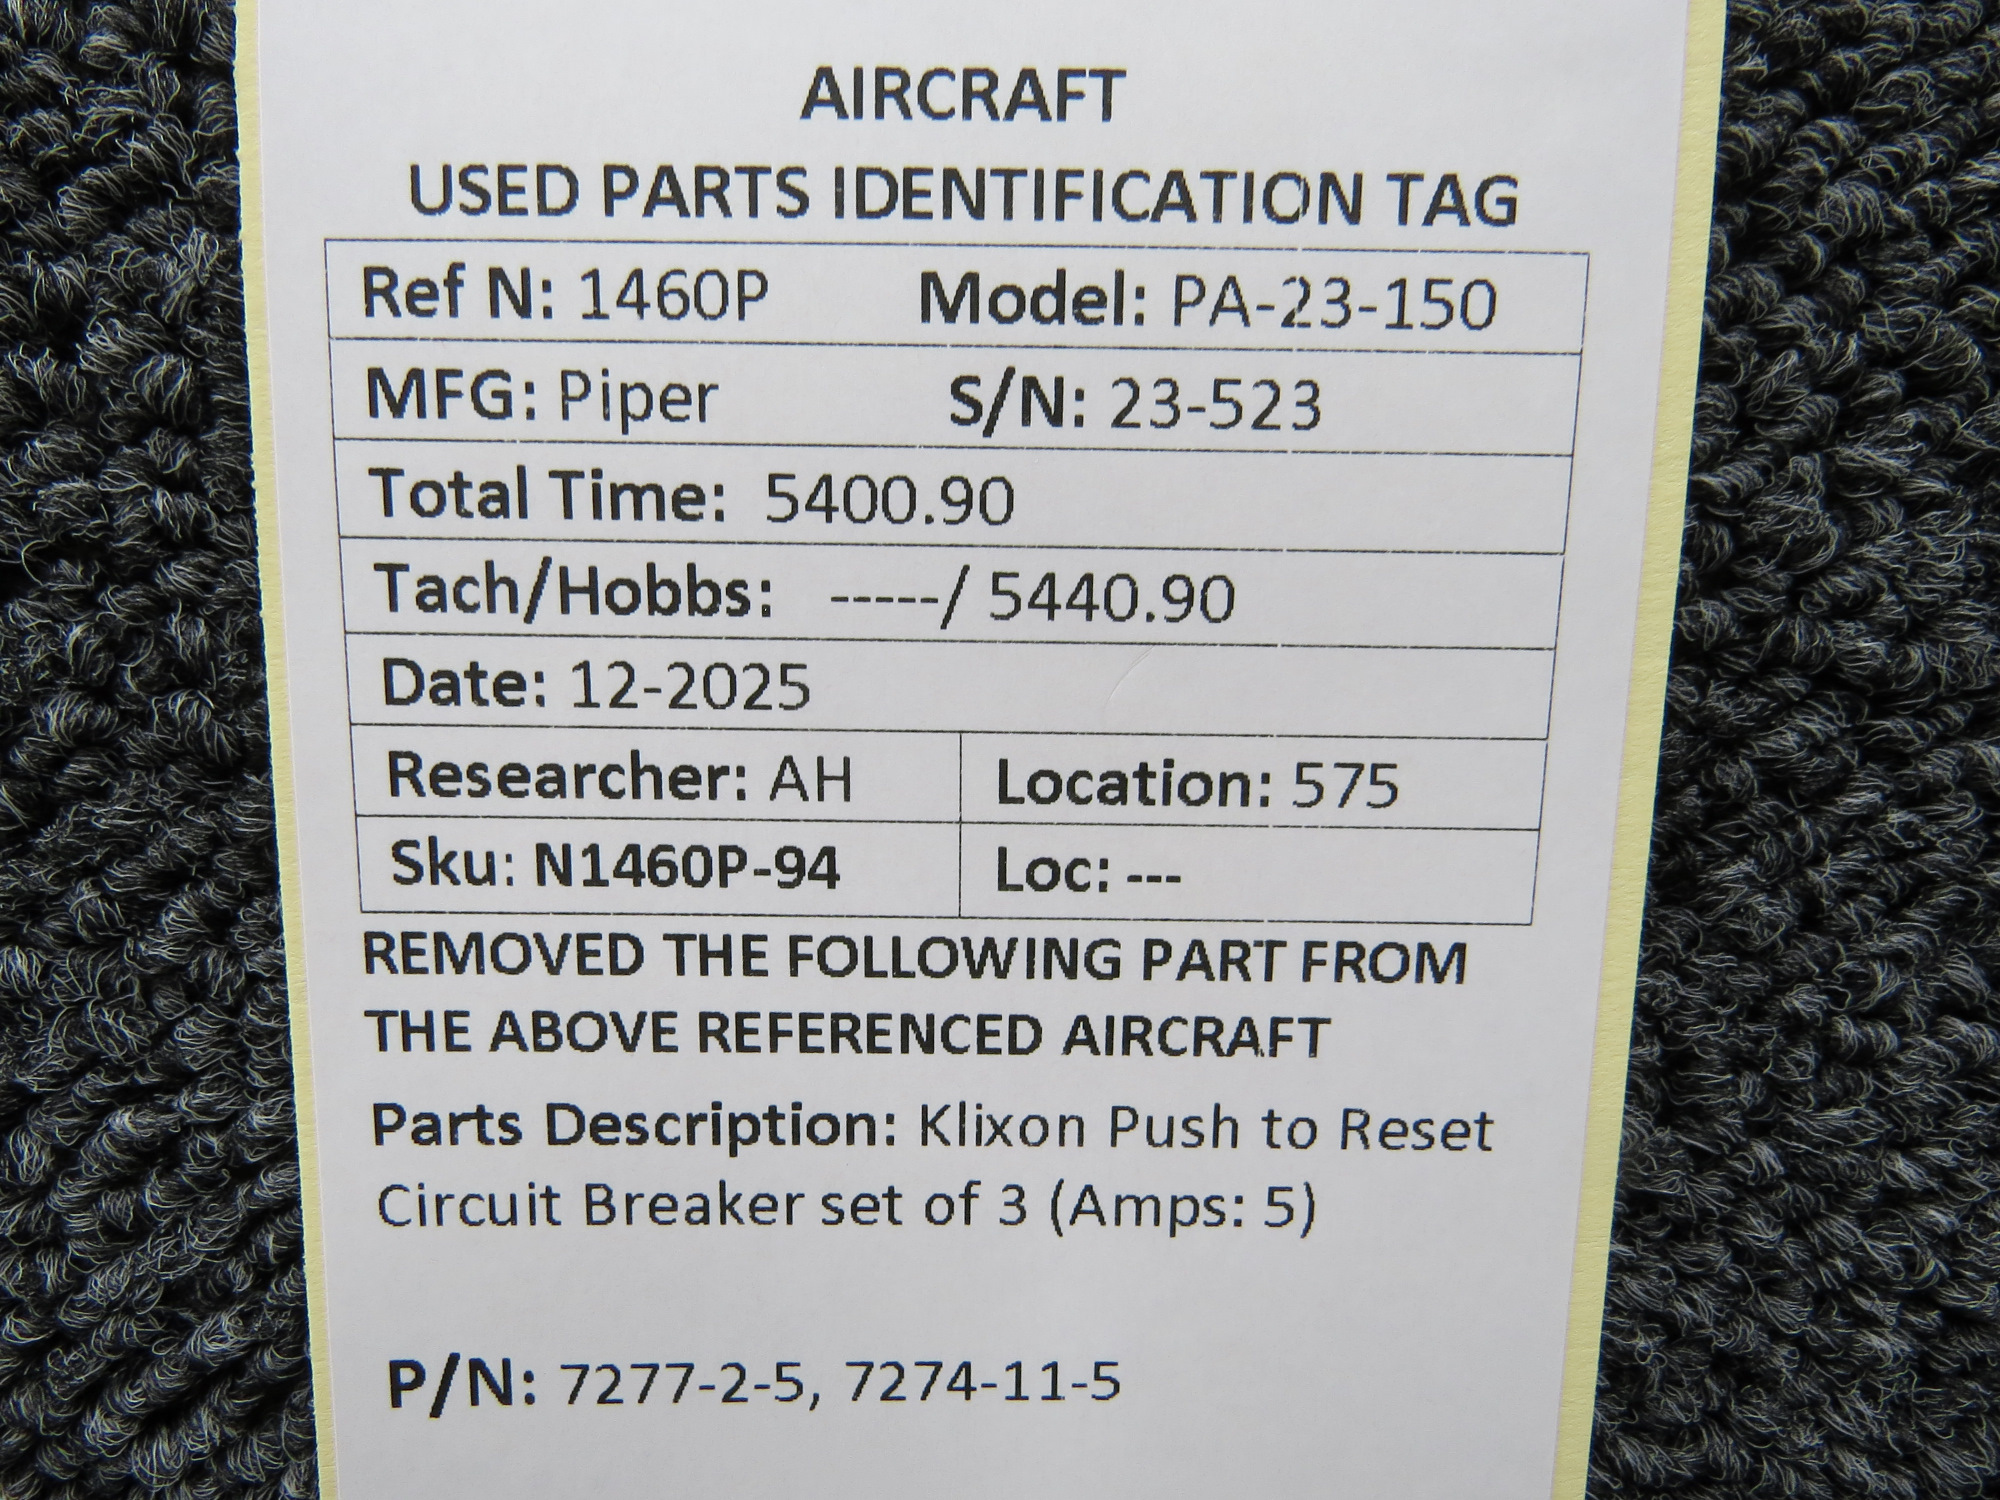 AIRCRAFT
USED PARTS IDENTIFICATION TAG
Ref N: 1460P Model: PA-23-150
MFG: Piper S/N: 23-523
Total Time: 5400.90
Tach/Hobbs: -----/ 5440.90
Date: 12-2025
Researcher: AH Location: 575
Sku: N1460P-94 Loc: ---
REMOVED THE FOLLOWING PART FROM
THE ABOVE REFERENCED AIRCRAFT
Parts Description: Klixon Push to Reset
Circuit Breaker set of 3 (Amps: 5)
P/N: 7277-2-5, 7274-11-5